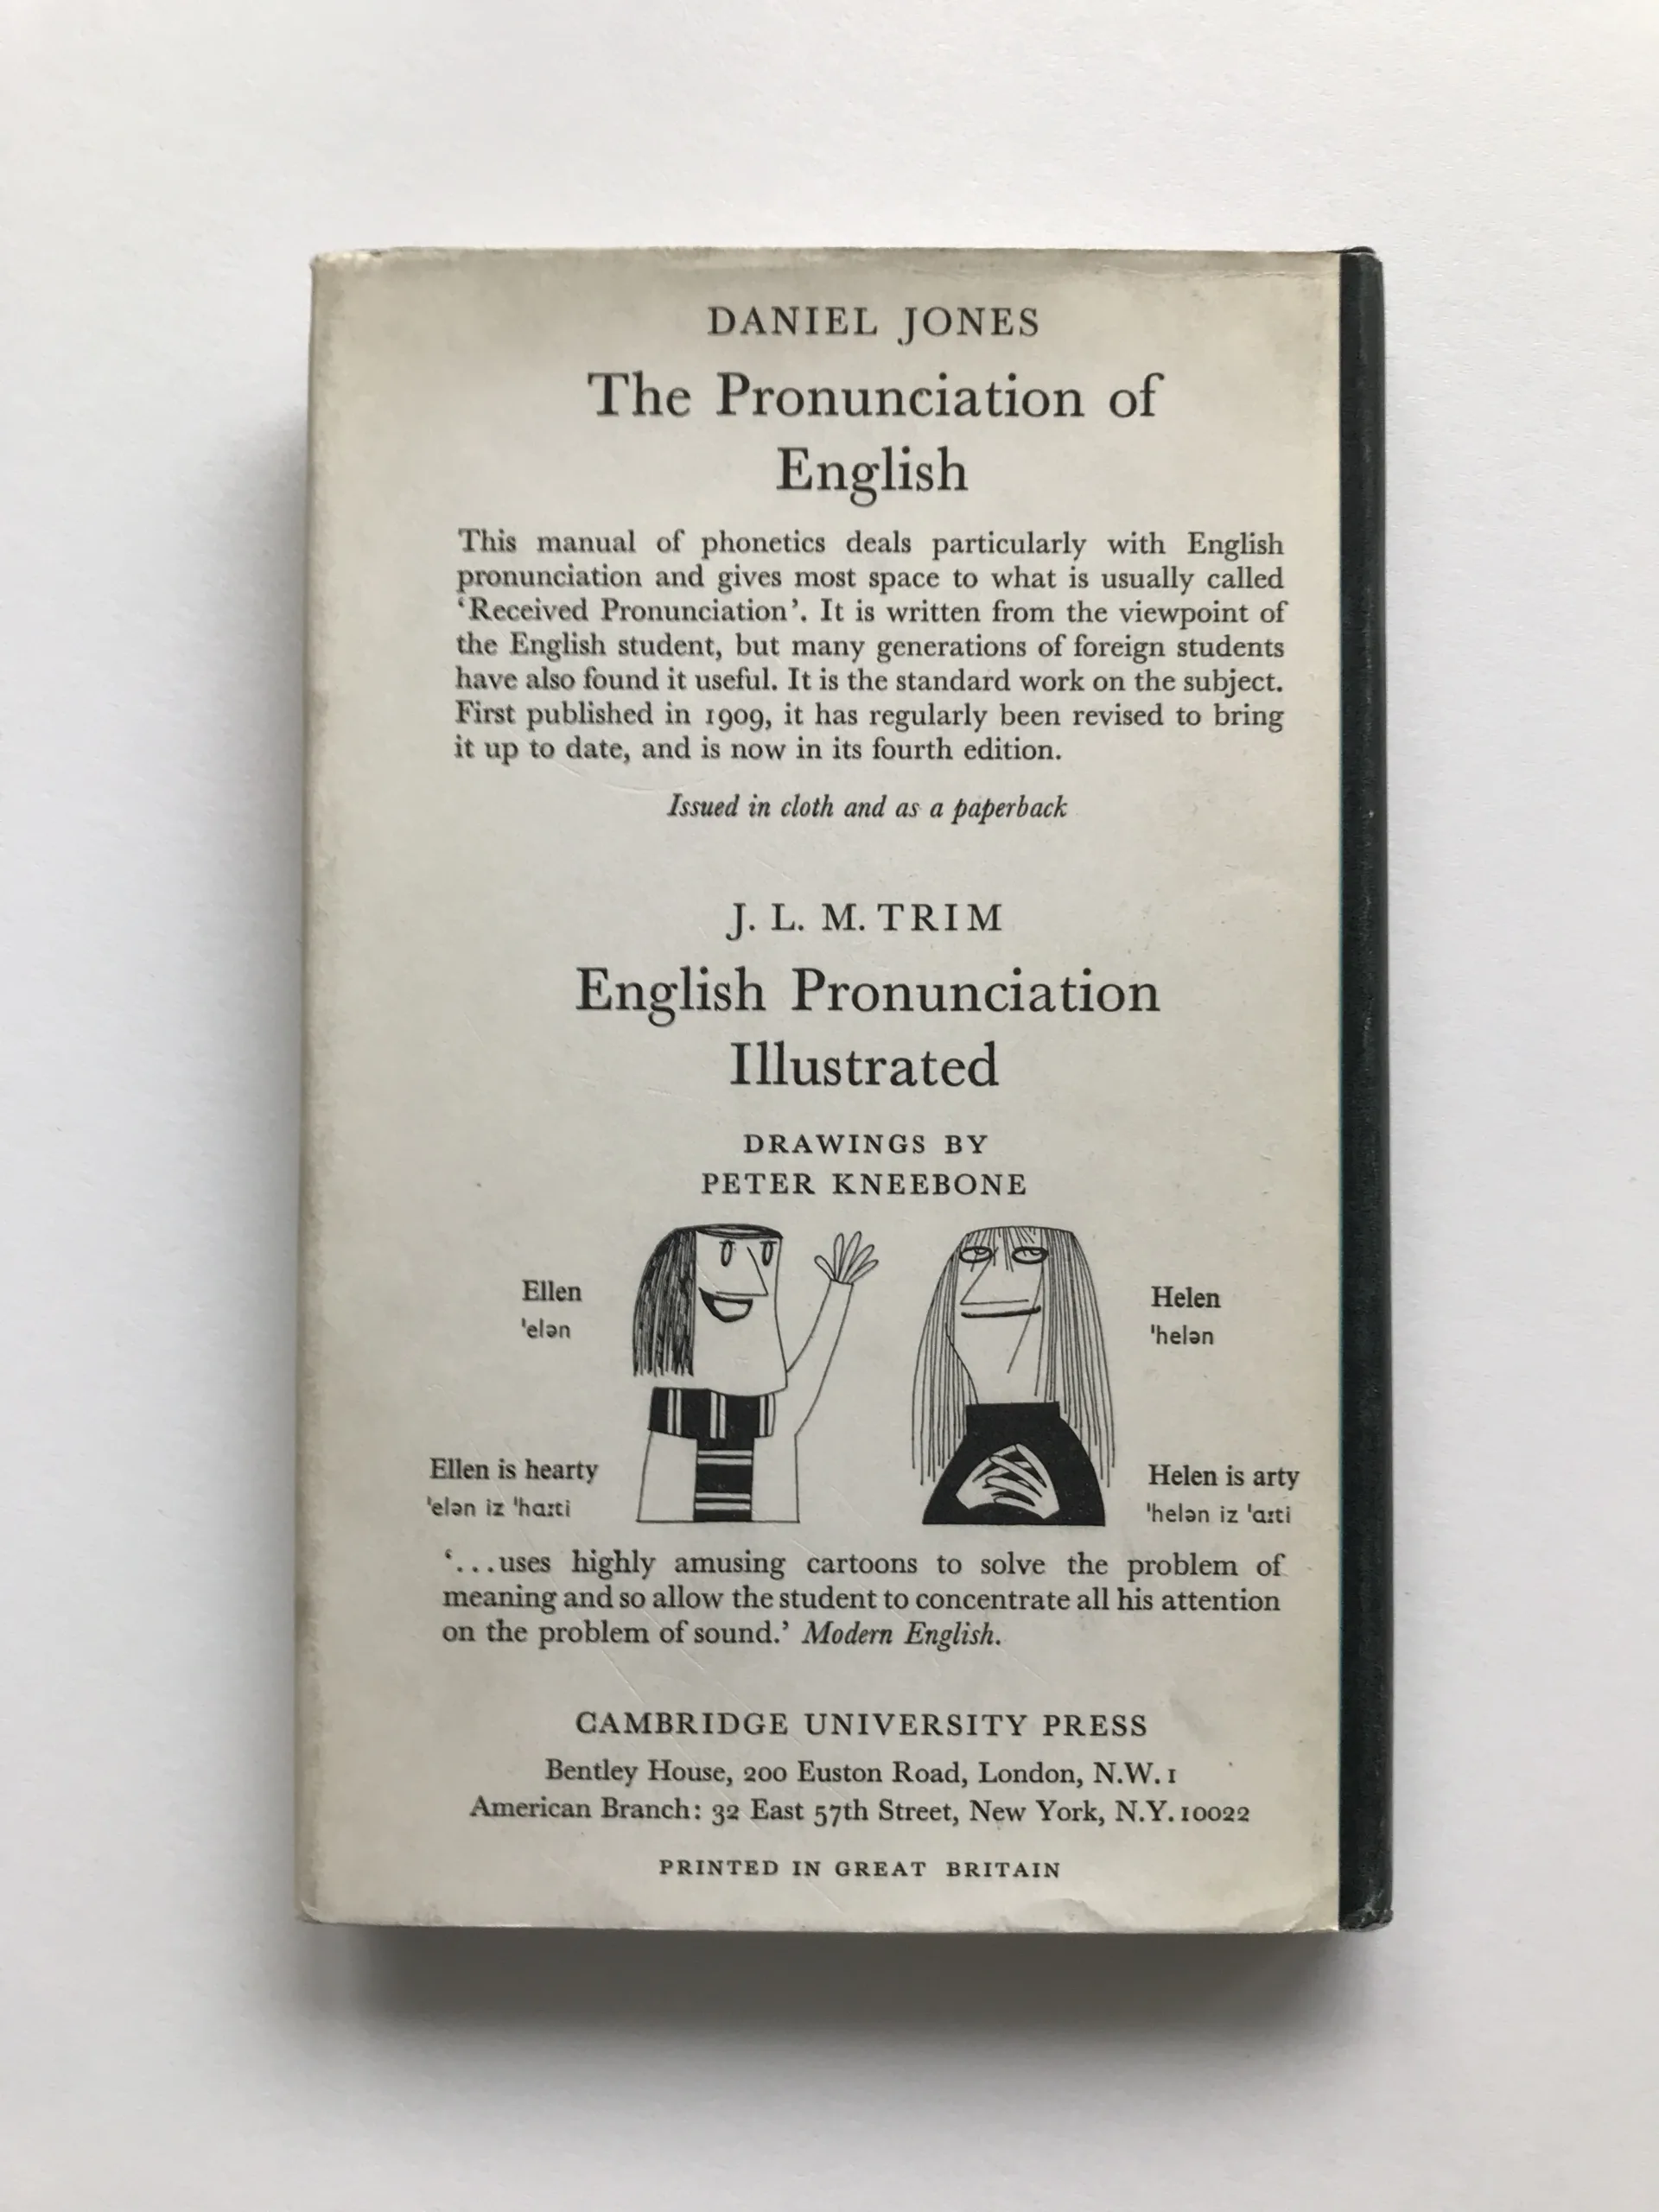 DANIEL JONES
The Pronunciation of
English
This manual of phonetics deals particularly with English
pronunciation and gives most space to what is usually called
‘Received Pronunciation’. It is written from the viewpoint of
the English student, but many generations of foreign students
have also found it useful. It is the standard work on the subject.
First published in 1909, it has regularly been revised to bring
it up to date, and is now in its fourth edition.
Issued in cloth and as a paperback
J. L. M. TRIM
English Pronunciation
Illustrated
DRAWINGS BY
PETER KNEEBONE
Ellen
ˈelən
Helen
ˈhelən
Ellen is hearty
ˈelən iz ˈhɑːti
Helen is arty
ˈhelən iz ˈɑːti
‘...uses highly amusing cartoons to solve the problem of
meaning and so allow the student to concentrate all his attention
on the problem of sound.’ Modern English.
CAMBRIDGE UNIVERSITY PRESS
Bentley House, 200 Euston Road, London, N.W. 1
American Branch: 32 East 57th Street, New York, N.Y. 10022
PRINTED IN GREAT BRITAIN